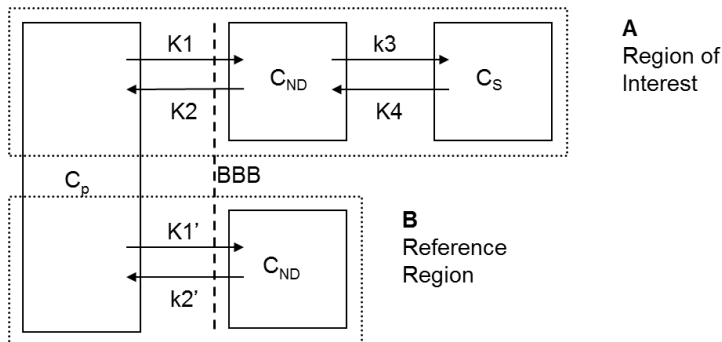 K1
k3
C_ND
C_S
K2
K4
A
Region of
Interest
C_p
BBB
K1'
C_ND
k2'
B
Reference
Region